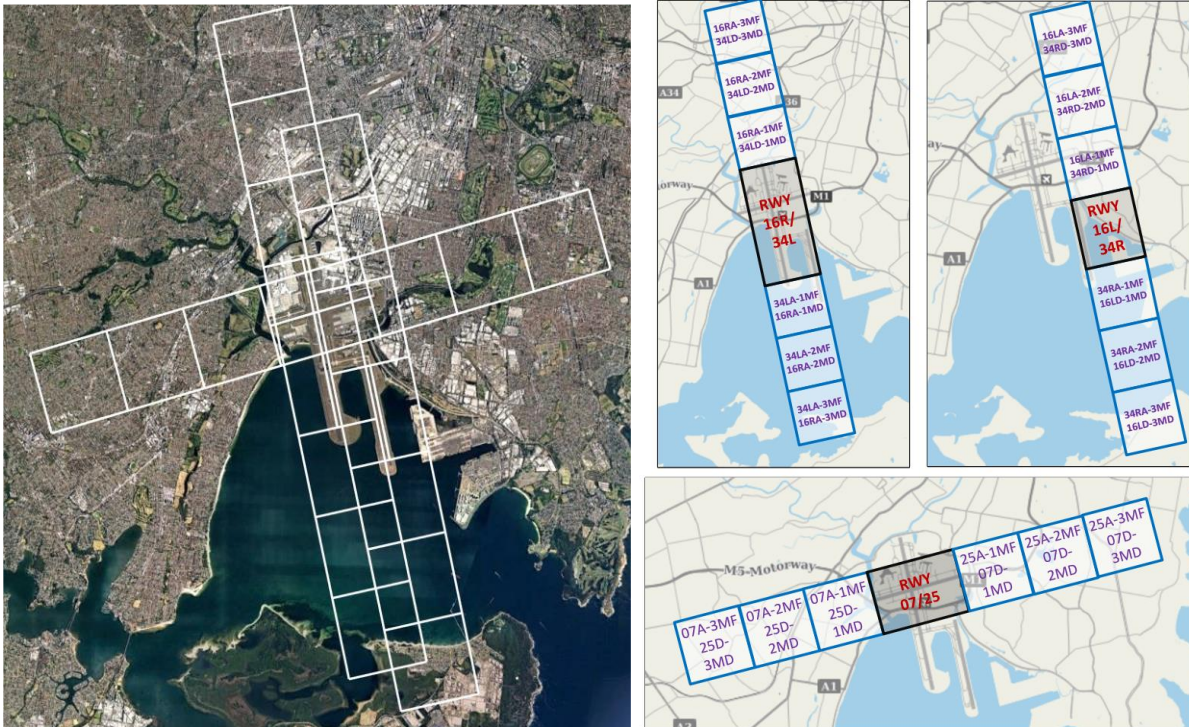 16RA-3MF
34LD-3MD
16RA-2MF
34LD-2MD
A34
A36
16RA-1MF
34LD-1MD
RWY
16R/
34L
M1
A1
34LA-1MF
16RA-1MD
34LA-2MF
16RA-2MD
34LA-3MF
16RA-3MD
16LA-3MF
34RD-3MD
16LA-2MF
34RD-2MD
16LA-1MF
34RD-1MD
RWY
16L/
34R
A1
34RA-1MF
16LD-1MD
34RA-2MF
16LD-2MD
34RA-3MF
16LD-3MD
M5-Motorway
07A-3MF
25D-
3MD
07A-2MF
25D-
2MD
07A-1MF
25D-
1MD
RWY
07/25
25A-1MF
07D-
1MD
25A-2MF
07D-
2MD
25A-3MF
07D-
3MD
A1